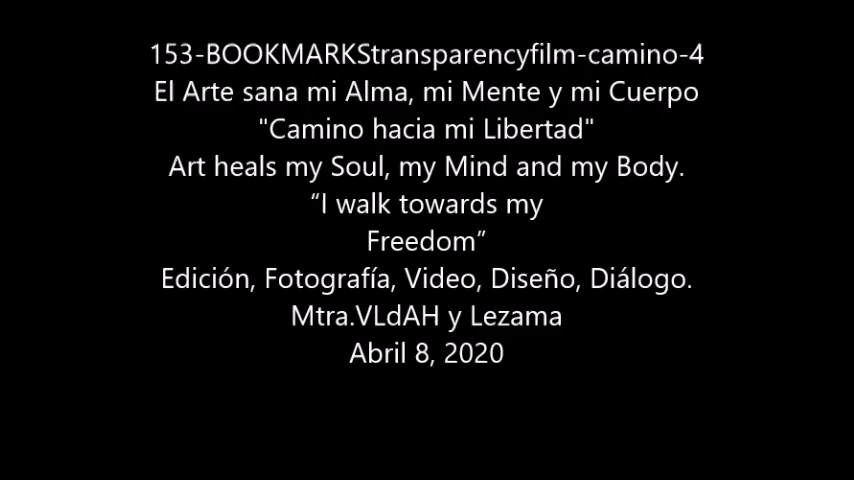 153-BOOKMARKStransparencyfilm-camino-4
El Arte sana mi Alma, mi Mente y mi Cuerpo
"Camino hacia mi Libertad"
Art heals my Soul, my Mind and my Body.
“I walk towards my
Freedom”
Edición, Fotografía, Video, Diseño, Diálogo.
Mtra.VLdAH y Lezama
Abril 8, 2020